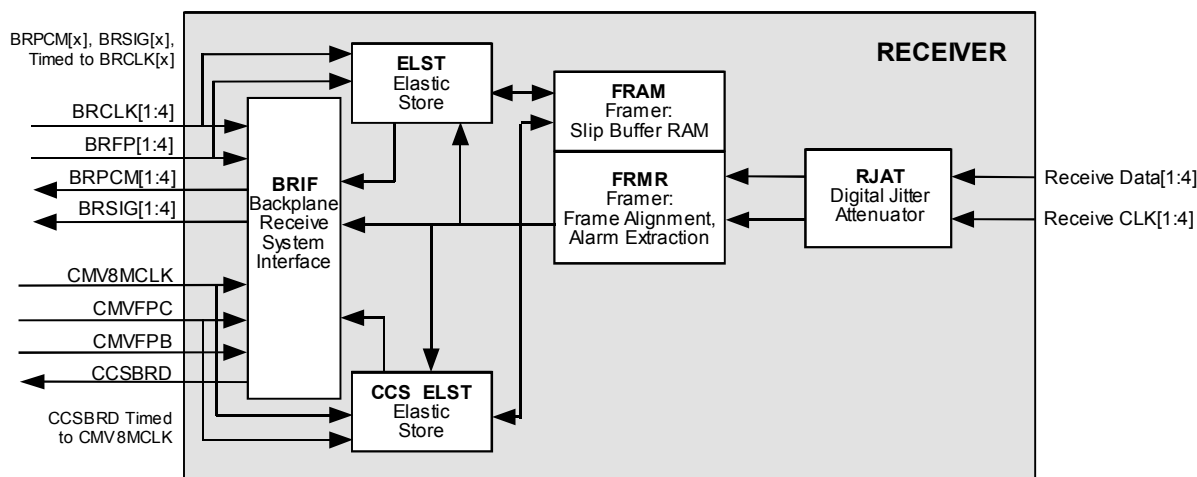 BRPCM[x], BRSIG[x],
Timed to BRCLK[x]
BRCLK[1:4]
BRFP[1:4]
BRPCM[1:4]
BRSIG[1:4]
CMV8MCLK
CMVFPC
CMVFPB
CCSBRD
CCSBRD Timed
to CMV8MCLK
BRIF
Backplane
Receive
System
Interface
ELST
Elastic
Store
CCS ELST
Elastic
Store
FRAM
Framer:
Slip Buffer RAM
FRMR
Framer:
Frame Alignment,
Alarm Extraction
RECEIVER
RJAT
Digital Jitter
Attenuator
Receive Data[1:4]
Receive CLK[1:4]